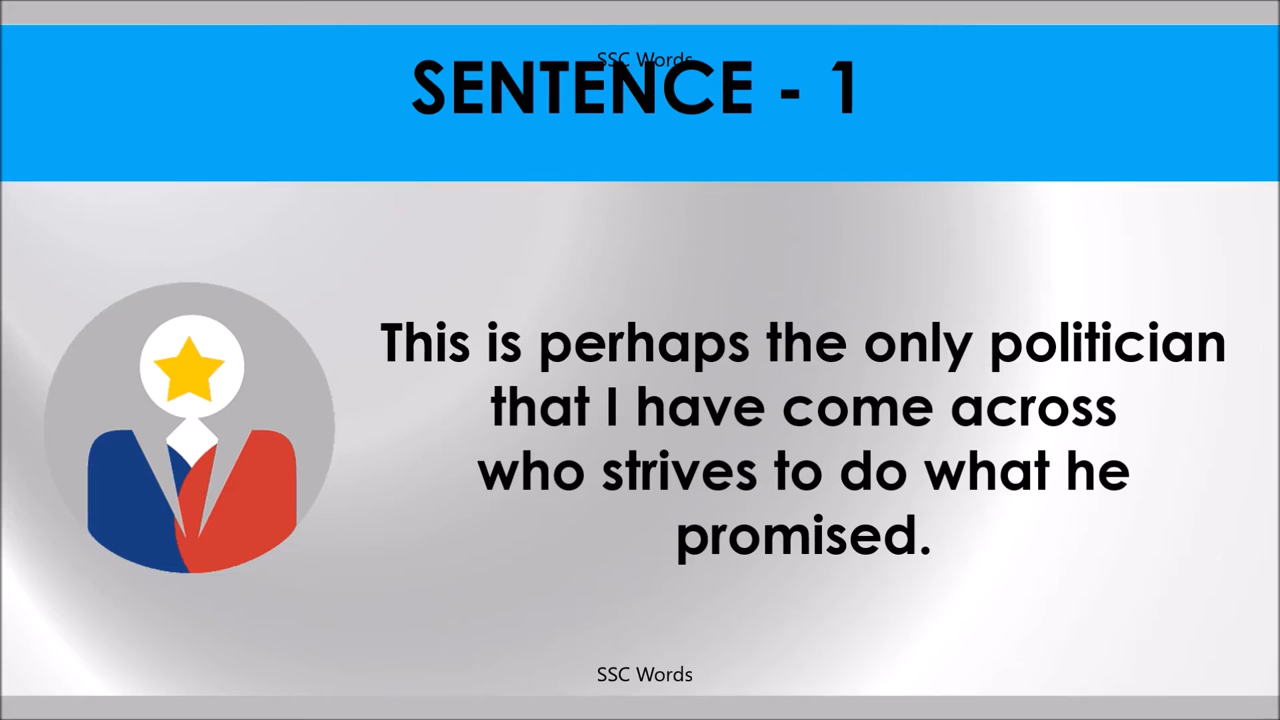 SSC Words
SENTENCE - 1
This is perhaps the only politician
that I have come across
who strives to do what he
promised.
SSC Words